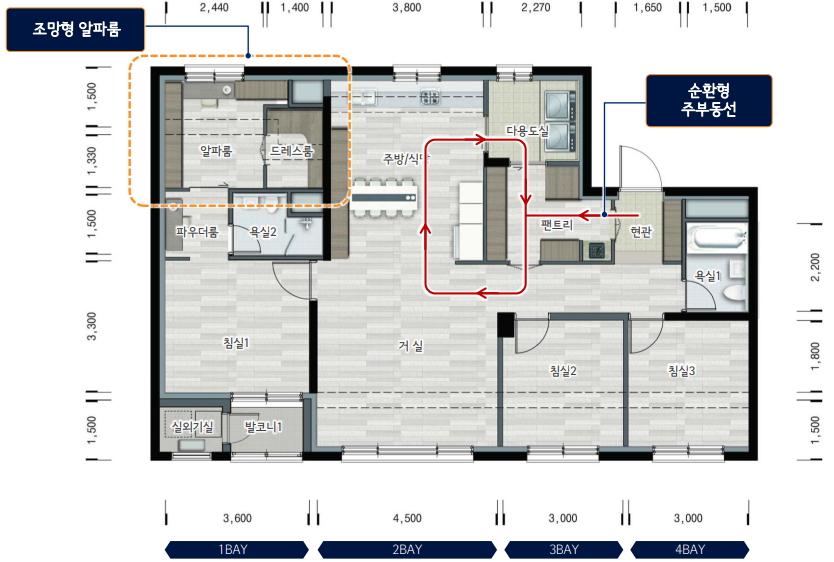 2,440
1,400
3,800
2,270
1,650
1,500
조망형 알파룸
순환형
주부동선
1,500
1,330
1,500
3,300
1,500
알파룸
드레스룸
주방/식당
다용도실
팬트리
현관
파우더룸
욕실2
욕실1
침실1
거 실
침실2
침실3
실외기실
발코니1
2,200
1,800
1,500
3,600
4,500
3,000
3,000
1BAY
2BAY
3BAY
4BAY